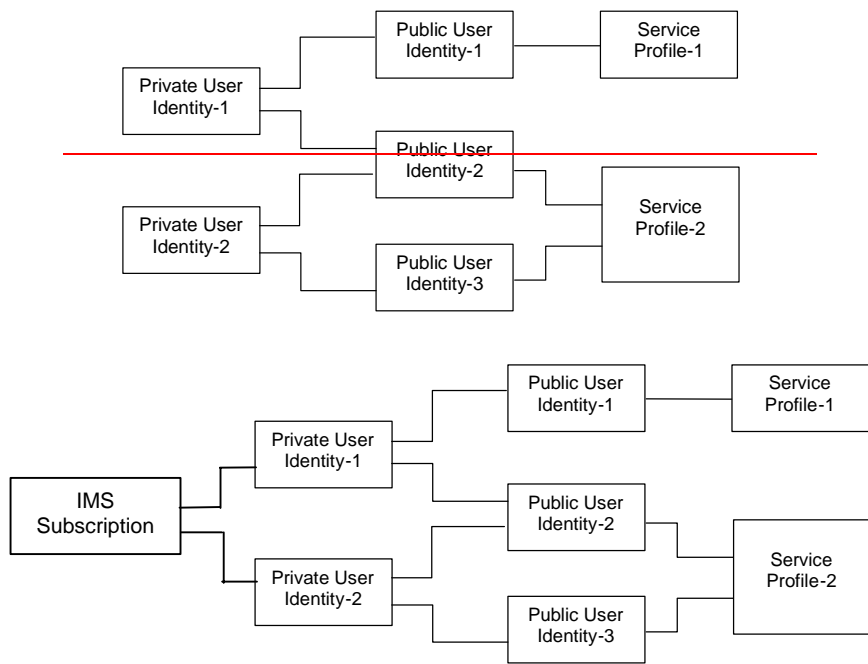 Public User
Identity-1
Service
Profile-1
Private User
Identity-1
Public User
Identity-2
Service
Profile-2
Private User
Identity-2
Public User
Identity-3
Public User
Identity-1
Service
Profile-1
Private User
Identity-1
IMS
Subscription
Public User
Identity-2
Service
Profile-2
Private User
Identity-2
Public User
Identity-3